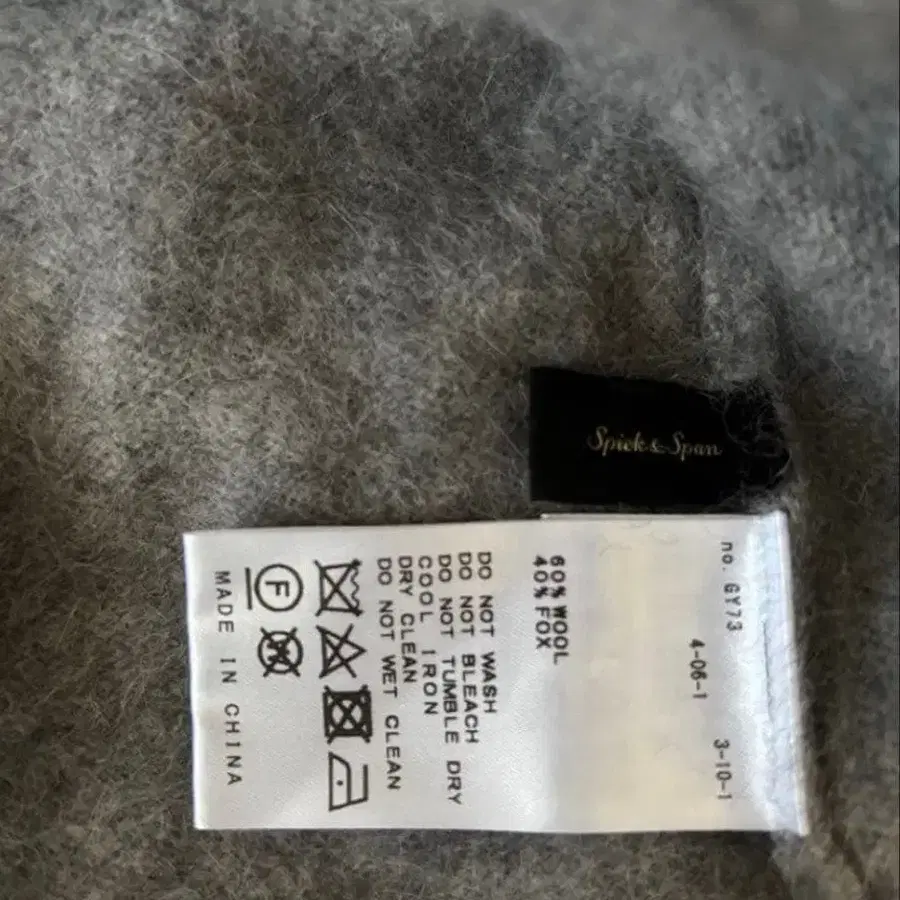 Spick & Span
no. GY73
4-06-1
3-10-1
60% WOOL
40% FOX
DO NOT WASH
DO NOT BLEACH
DO NOT TUMBLE DRY
COOL IRON
DRY CLEAN
DO NOT WET CLEAN
F
W
MADE IN CHINA